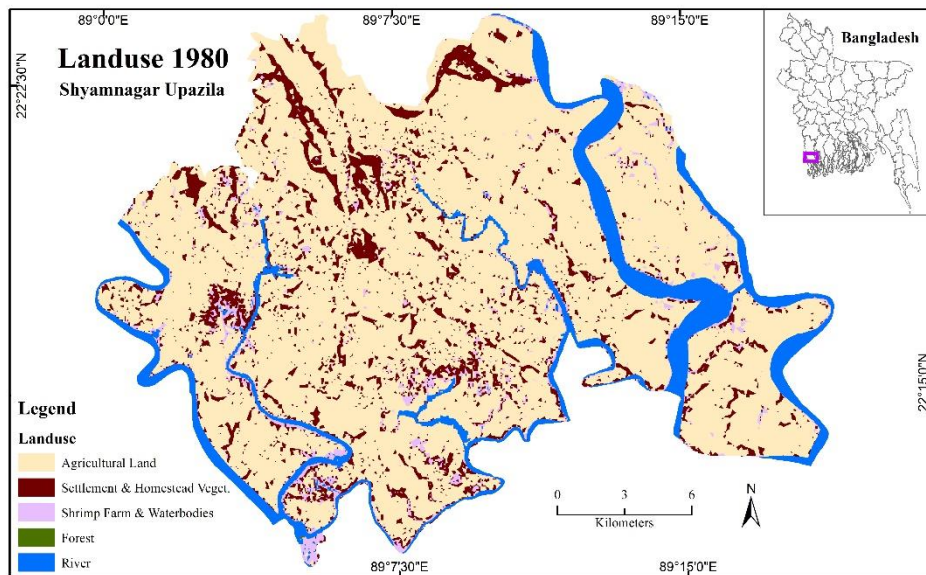 89°0'0"E
89°7'30"E
89°15'0"E
Landuse 1980
Shyamnagar Upazila
Bangladesh
22°22'30"N
22°15'0"N
Legend
Landuse
Agricultural Land
Settlement & Homestead Veget.
Shrimp Farm & Waterbodies
Forest
River
0 3 6
Kilometers
N
89°7'30"E
89°15'0"E